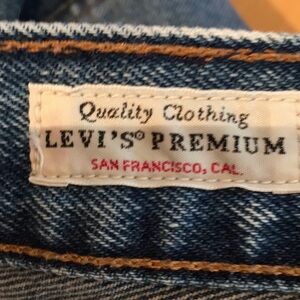 Quality Clothing
LEVI'S® PREMIUM
SAN FRANCISCO, CAL.